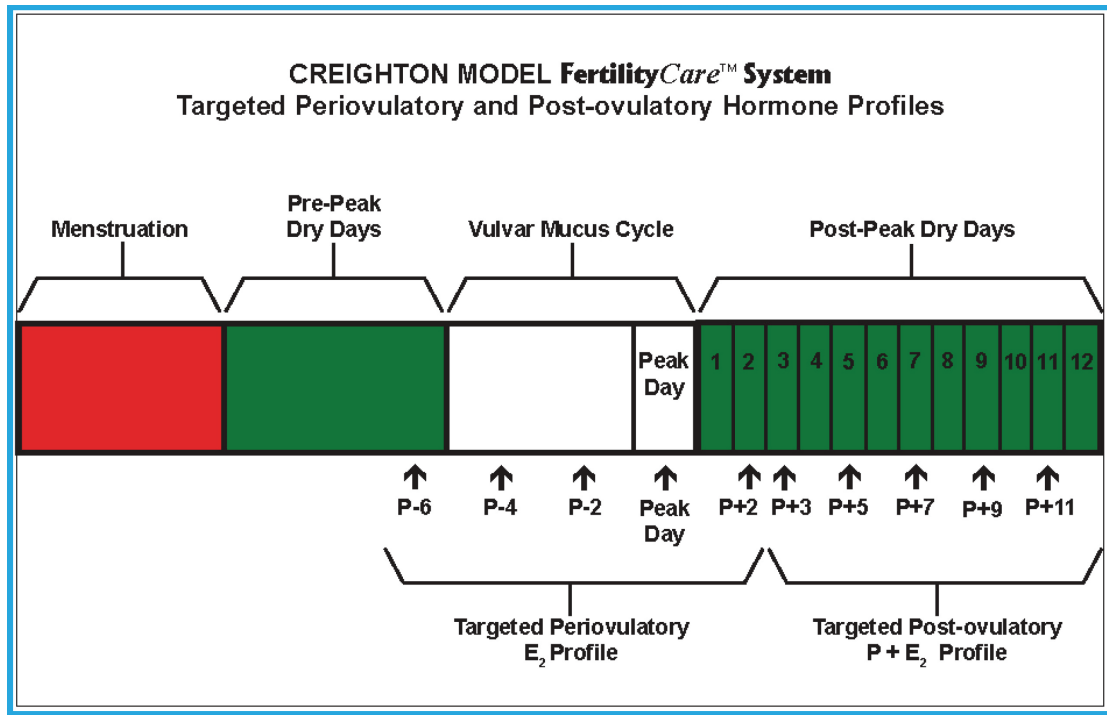 CREIGHTON MODEL FertilityCare™ System
Targeted Periovulatory and Post-ovulatory Hormone Profiles
Menstruation
Pre-Peak
Dry Days
Vulvar Mucus Cycle
Post-Peak Dry Days
Peak
Day
1 2 3 4 5 6 7 8 9 10 11 12
P-6 P-4 P-2 Peak
Day
P+2 P+3 P+5 P+7 P+9 P+11
Targeted Periovulatory
E₂ Profile
Targeted Post-ovulatory
P + E₂ Profile